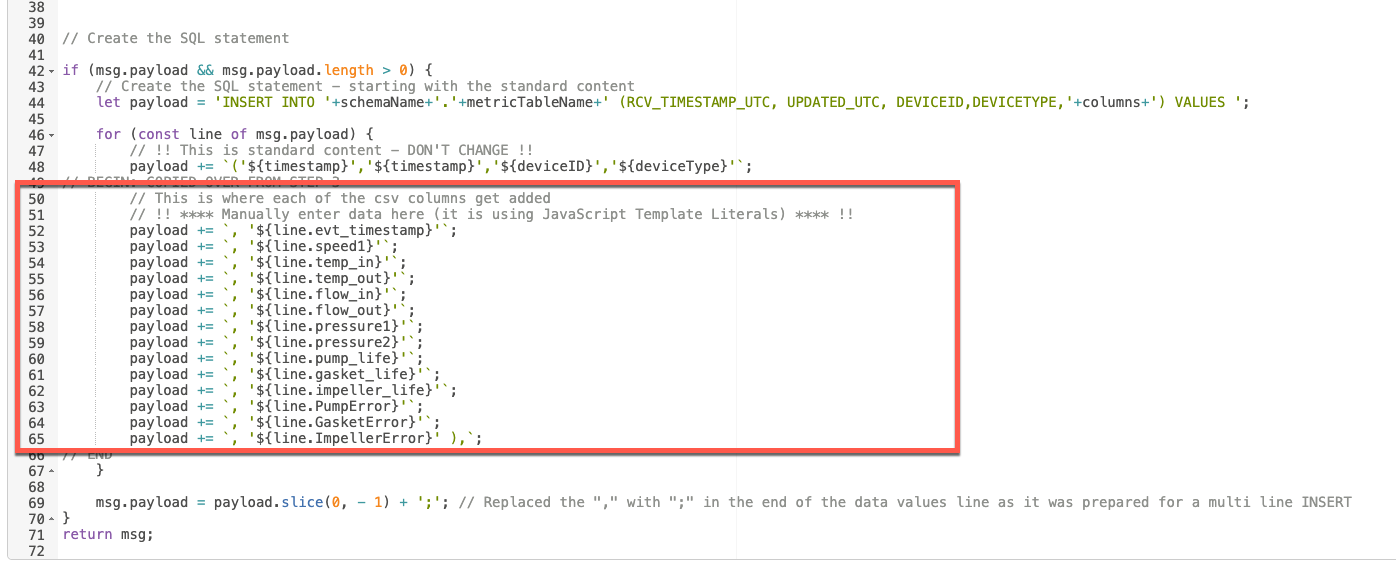 38
39
40 // Create the SQL statement
41
42 if (msg.payload && msg.payload.length > 0) {
43 // Create the SQL statement - starting with the standard content
44 let payload = 'INSERT INTO '+schemaName+'.'+metricTableName+' (RCV_TIMESTAMP_UTC, UPDATED_UTC, DEVICEID,DEVICETYPE,'+columns+') VALUES ';
45
46 for (const line of msg.payload) {
47 // !! This is standard content - DON'T CHANGE !!
48 payload += `('${timestamp}','${timestamp}','${deviceID}','${deviceType}'`;
49 // BEGIN: COPIED OVER FROM STEP 3
50 // This is where each of the csv columns get added
51 // !! **** Manually enter data here (it is using JavaScript Template Literals) **** !!
52 payload += `, '${line.evt_timestamp}'`;
53 payload += `, '${line.speed1}'`;
54 payload += `, '${line.temp_in}'`;
55 payload += `, '${line.temp_out}'`;
56 payload += `, '${line.flow_in}'`;
57 payload += `, '${line.flow_out}'`;
58 payload += `, '${line.pressure1}'`;
59 payload += `, '${line.pressure2}'`;
60 payload += `, '${line.pump_life}'`;
61 payload += `, '${line.gasket_life}'`;
62 payload += `, '${line.impeller_life}'`;
63 payload += `, '${line.PumpError}'`;
64 payload += `, '${line.GasketError}'`;
65 payload += `, '${line.ImpellerError}' ),`;
66 // END
67 }
68
69 msg.payload = payload.slice(0, - 1) + ';'; // Replaced the "," with ";" in the end of the data values line as it was prepared for a multi line INSERT
70 }
71 return msg;
72